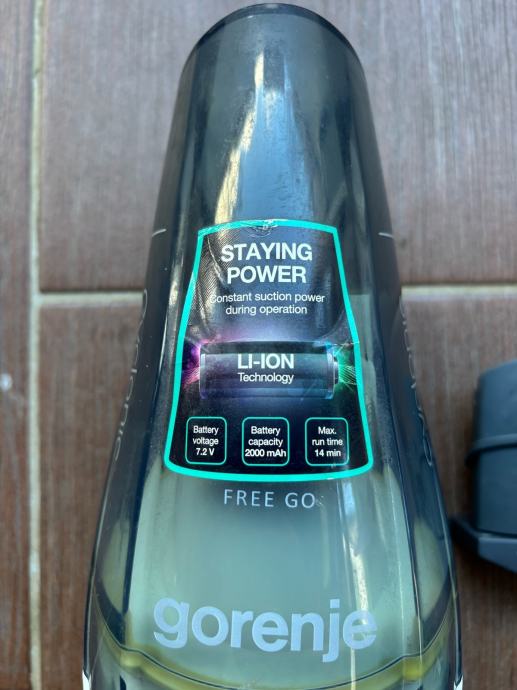 STAYING
POWER
Constant suction power
during operation
LI-ION
Technology
Battery
voltage
7.2 V
Battery
capacity
2000 mAh
Max.
run time
14 min
FREE GO
gorenje